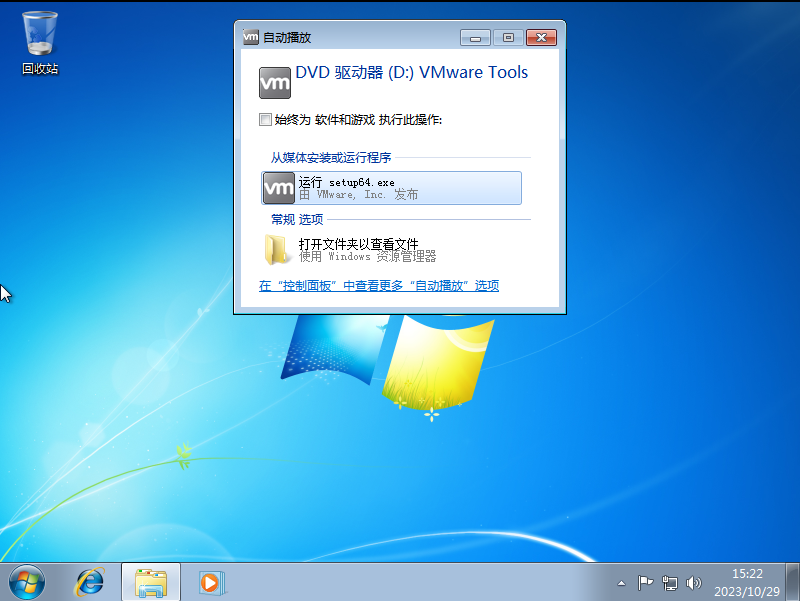 回收站
vm 自动播放
vm DVD 驱动器 (D:) VMware Tools
始终为 软件和游戏 执行此操作:
从媒体安装或运行程序
vm 运行 setup64.exe
由 VMware, Inc. 发布
常规 选项
打开文件夹以查看文件
使用 Windows 资源管理器
在“控制面板”中查看更多“自动播放”选项
15:22
2023/10/29